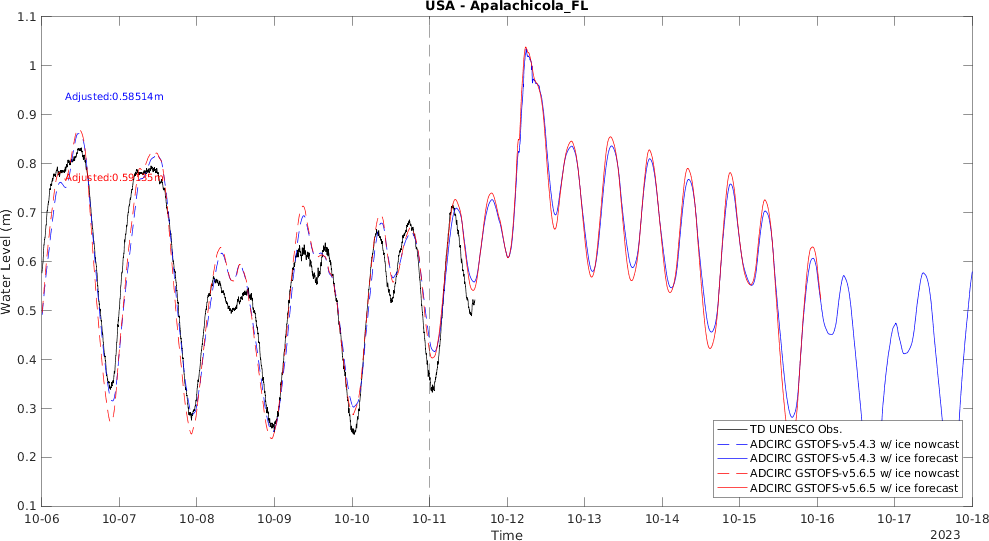 USA - Apalachicola_FL
1.1
1
0.9
0.8
0.7
0.6
0.5
0.4
0.3
0.2
0.1
Water Level (m)
Adjusted:0.58514m
Adjusted:0.59135m
TD UNESCO Obs.
ADCIRC GSTOFS-v5.4.3 w/ ice nowcast
ADCIRC GSTOFS-v5.4.3 w/ ice forecast
ADCIRC GSTOFS-v5.6.5 w/ ice nowcast
ADCIRC GSTOFS-v5.6.5 w/ ice forecast
10-06 10-07 10-08 10-09 10-10 10-11 10-12 10-13 10-14 10-15 10-16 10-17 10-18
Time
2023